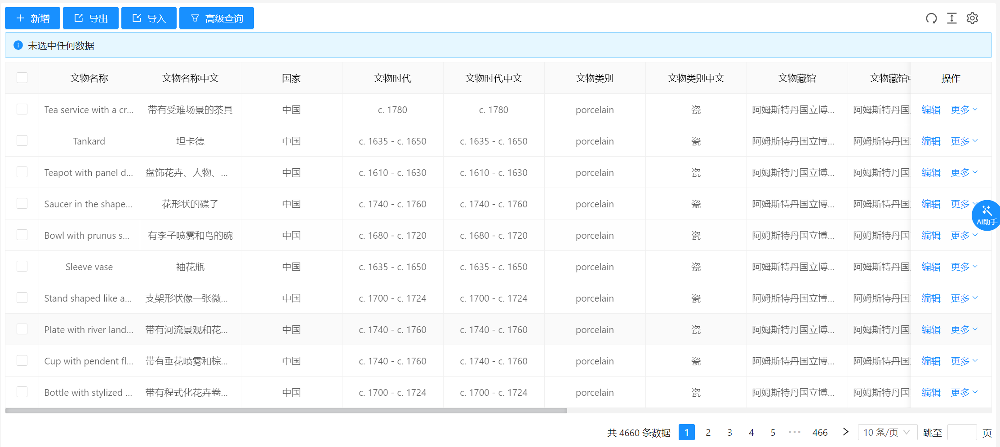 新增 导出 导入 高级查询
未选中任何数据
文物名称 文物名称中文 国家 文物时代 文物时代中文 文物类别 文物类别中文 文物藏馆 文物藏馆中 操作
Tea service with a cr... 带有受难场景的茶具 中国 c. 1780 c. 1780 porcelain 瓷 阿姆斯特丹国立博... 阿姆斯特丹国 编辑 更多
Tankard 坦卡德 中国 c. 1635 - c. 1650 c. 1635 - c. 1650 porcelain 瓷 阿姆斯特丹国立博... 阿姆斯特丹国 编辑 更多
Teapot with panel d... 盘饰花卉、人物、... 中国 c. 1610 - c. 1630 c. 1610 - c. 1630 porcelain 瓷 阿姆斯特丹国立博... 阿姆斯特丹国 编辑 更多
Saucer in the shape... 花形状的碟子 中国 c. 1740 - c. 1760 c. 1740 - c. 1760 porcelain 瓷 阿姆斯特丹国立博... 阿姆斯特丹国 编辑 更多
AI助手
Bowl with prunus s... 有李子喷雾和鸟的碗 中国 c. 1680 - c. 1720 c. 1680 - c. 1720 porcelain 瓷 阿姆斯特丹国立博... 阿姆斯特丹国 编辑 更多
Sleeve vase 袖花瓶 中国 c. 1635 - c. 1650 c. 1635 - c. 1650 porcelain 瓷 阿姆斯特丹国立博... 阿姆斯特丹国 编辑 更多
Stand shaped like a... 支架形状像一张微... 中国 c. 1700 - c. 1724 c. 1700 - c. 1724 porcelain 瓷 阿姆斯特丹国立博... 阿姆斯特丹国 编辑 更多
Plate with river land... 带有河流景观和花... 中国 c. 1740 - c. 1760 c. 1740 - c. 1760 porcelain 瓷 阿姆斯特丹国立博... 阿姆斯特丹国 编辑 更多
Cup with pendent fl... 带有垂花喷雾和棕... 中国 c. 1740 - c. 1760 c. 1740 - c. 1760 porcelain 瓷 阿姆斯特丹国立博... 阿姆斯特丹国 编辑 更多
Bottle with stylized ... 带有程式化花卉卷... 中国 c. 1700 - c. 1724 c. 1700 - c. 1724 porcelain 瓷 阿姆斯特丹国立博... 阿姆斯特丹国 编辑 更多
共 4660 条数据 1 2 3 4 5 ••• 466 > 10 条/页 跳至 页